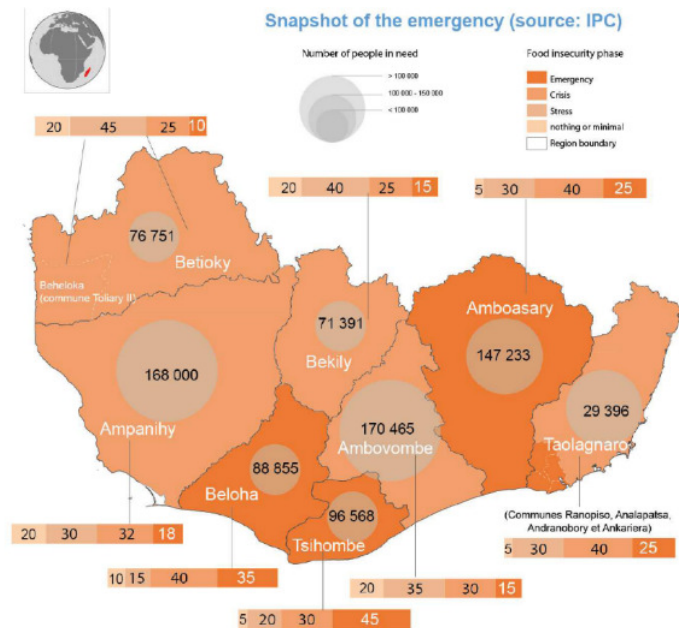 Snapshot of the emergency (source: IPC)
Number of people in need
> 100 000
100 000 - 150 000
< 100 000
Food insecurity phase
Emergency
Crisis
Stress
nothing or minimal
Region boundary
20 45 25 10
20 40 25 15
5 30 40 25
76 751
Betioky
Beheloka
(commune Toliary II)
71 391
Bekily
Amboasary
147 233
168 000
Ampanihy
170 465
Ambovombe
29 396
Taolagnaro
88 855
Beloha
96 568
Tsihombe
(Communes Ranopiso, Analapatsa,
Andranobory et Ankariera)
20 30 32 18
5 30 40 25
10 15 40 35
20 35 30 15
5 20 30 45